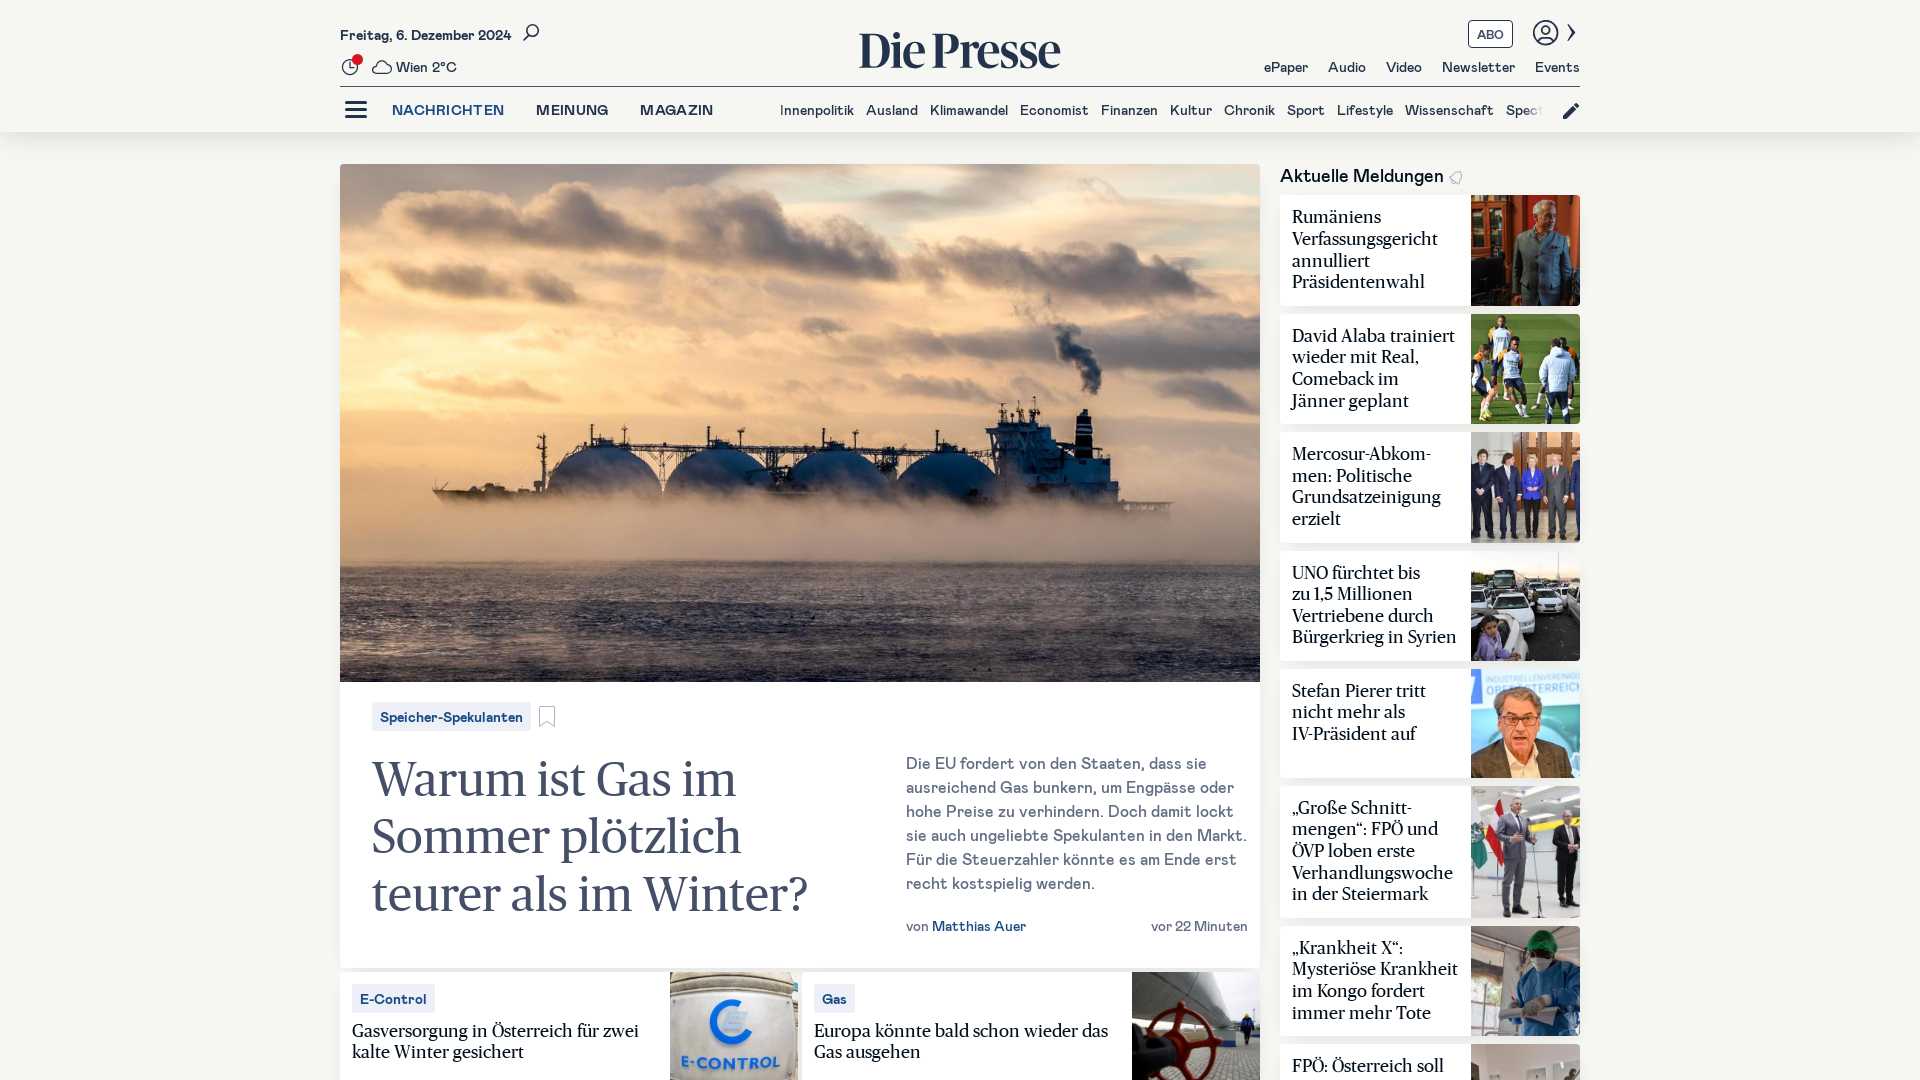 Freitag, 6. Dezember 2024
Wien 2°C
Die Presse
ABO
ePaper Audio Video Newsletter Events
NACHRICHTEN MEINUNG MAGAZIN
Innenpolitik Ausland Klimawandel Economist Finanzen Kultur Chronik Sport Lifestyle Wissenschaft
Speicher-Spekulanten
Warum ist Gas im
Sommer plötzlich
teurer als im Winter?
Die EU fordert von den Staaten, dass sie
ausreichend Gas bunkern, um Engpässe oder
hohe Preise zu verhindern. Doch damit lockt
sie auch ungeliebte Spekulanten in den Markt.
Für die Steuerzahler könnte es am Ende erst
recht kostspielig werden.
von Matthias Auer
vor 22 Minuten
E-Control
Gasversorgung in Österreich für zwei
kalte Winter gesichert
E-CONTROL
Gas
Europa könnte bald schon wieder das
Gas ausgehen
Aktuelle Meldungen
Rumäniens
Verfassungsgericht
annulliert
Präsidentenwahl
David Alaba trainiert
wieder mit Real,
Comeback im
Jänner geplant
Mercosur-Abkom-
men: Politische
Grundsatzeinigung
erzielt
UNO fürchtet bis
zu 1,5 Millionen
Vertriebene durch
Bürgerkrieg in Syrien
Stefan Pierer tritt
nicht mehr als
IV-Präsident auf
„Große Schnitt-
mengen“: FPÖ und
ÖVP loben erste
Verhandlungswoche
in der Steiermark
„Krankheit X“:
Mysteriöse Krankheit
im Kongo fordert
immer mehr Tote
FPÖ: Österreich soll